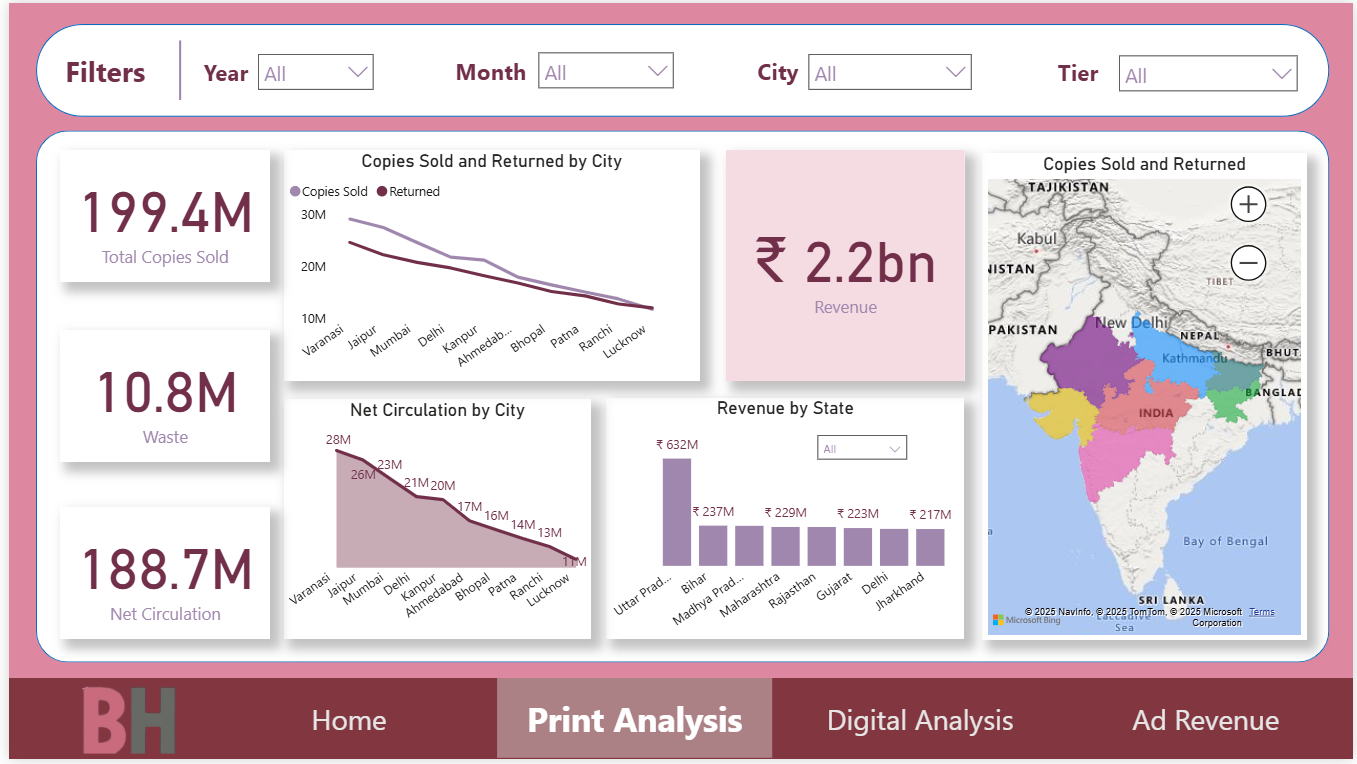 Filters
Year
All
Month
All
City
All
Tier
All
199.4M
Total Copies Sold
10.8M
Waste
188.7M
Net Circulation
Copies Sold and Returned by City
Copies Sold
Returned
30M
20M
10M
Varanasi
Jaipur
Mumbai
Delhi
Kanpur
Ahmedab...
Bhopal
Patna
Ranchi
Lucknow
₹ 2.2bn
Revenue
Net Circulation by City
28M
26M
23M
21M
20M
17M
16M
14M
13M
11M
Varanasi
Jaipur
Mumbai
Delhi
Kanpur
Ahmedabad
Bhopal
Patna
Ranchi
Lucknow
Revenue by State
All
₹ 632M
₹ 237M
₹ 229M
₹ 223M
₹ 217M
Uttar Prad...
Bihar
Madhya Prad...
Maharashtra
Rajasthan
Gujarat
Delhi
Jharkhand
Copies Sold and Returned
TAJIKISTAN
Kabul
NISTAN
TIBET
PAKISTAN
New Delhi
NEPAL
Kathmandu
BHUT
BANGLAD
INDIA
Bay of Bengal
SRI LANKA
Laccadive
Sea
Microsoft Bing
© 2025 NavInfo, © 2025 TomTom, © 2025 Microsoft
Corporation
Terms
BH
Home
Print Analysis
Digital Analysis
Ad Revenue